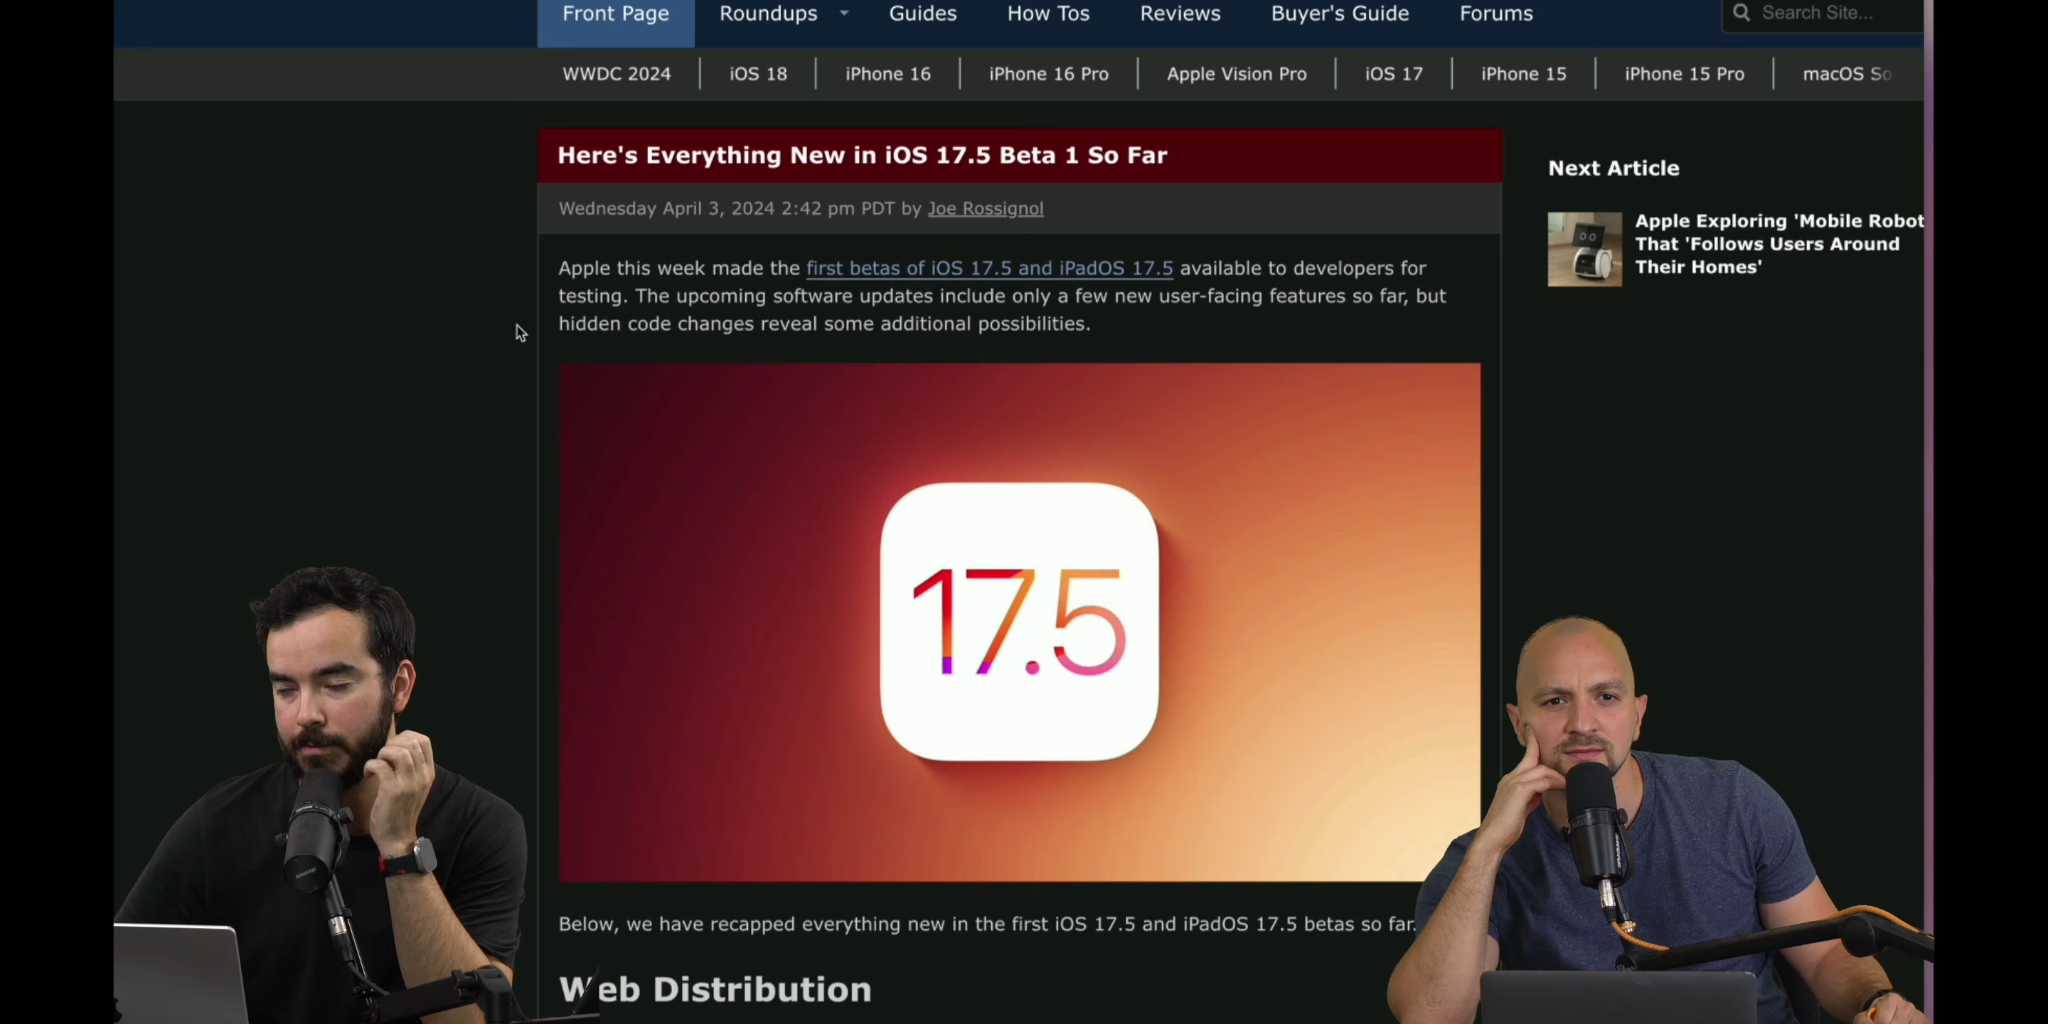 Front Page Roundups Guides How Tos Reviews Buyer's Guide Forums Search Site...
WWDC 2024 iOS 18 iPhone 16 iPhone 16 Pro Apple Vision Pro iOS 17 iPhone 15 iPhone 15 Pro macOS So
Here's Everything New in iOS 17.5 Beta 1 So Far
Wednesday April 3, 2024 2:42 pm PDT by Joe Rossignol
Apple this week made the first betas of iOS 17.5 and iPadOS 17.5 available to developers for
testing. The upcoming software updates include only a few new user-facing features so far, but
hidden code changes reveal some additional possibilities.
17.5
Below, we have recapped everything new in the first iOS 17.5 and iPadOS 17.5 betas so far.
Web Distribution
Next Article
Apple Exploring 'Mobile Robot
That 'Follows Users Around
Their Homes'